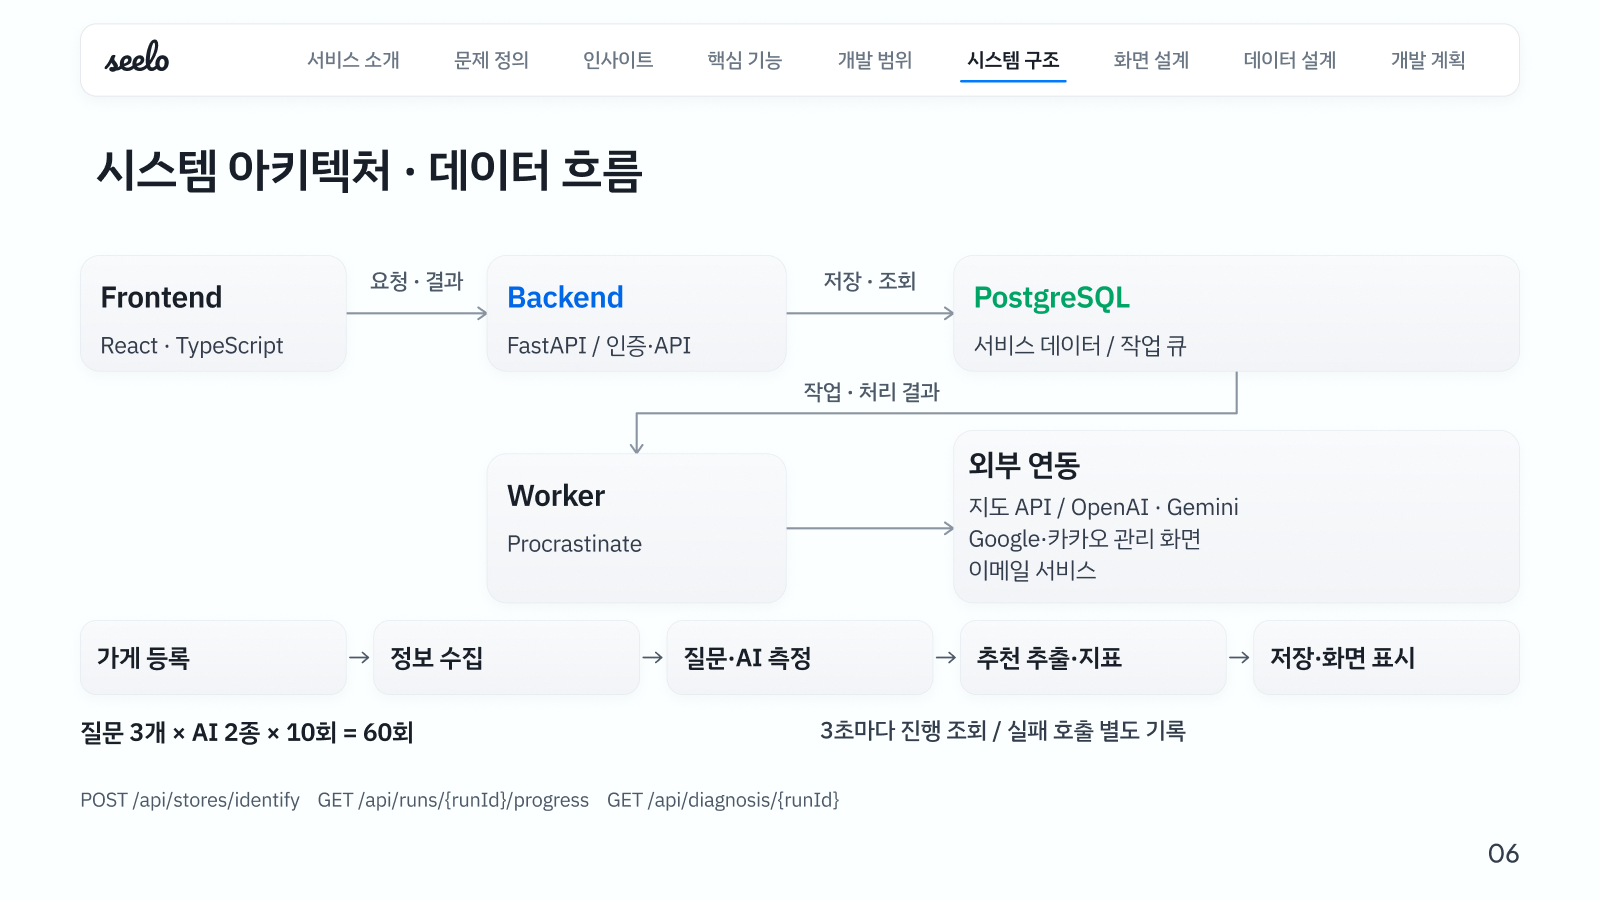 seelo
서비스 소개 문제 정의 인사이트 핵심 기능 개발 범위 시스템 구조 화면 설계 데이터 설계 개발 계획
시스템 아키텍처 · 데이터 흐름
Frontend
React · TypeScript
요청 · 결과
Backend
FastAPI / 인증·API
저장 · 조회
PostgreSQL
서비스 데이터 / 작업 큐
작업 · 처리 결과
Worker
Procrastinate
외부 연동
지도 API / OpenAI · Gemini
Google·카카오 관리 화면
이메일 서비스
가게 등록 → 정보 수집 → 질문·AI 측정 → 추천 추출·지표 → 저장·화면 표시
질문 3개 × AI 2종 × 10회 = 60회
3초마다 진행 조회 / 실패 호출 별도 기록
POST /api/stores/identify GET /api/runs/{runId}/progress GET /api/diagnosis/{runId}
06